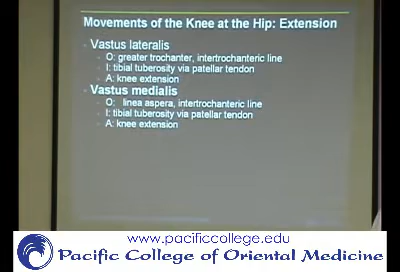 Movements of the Knee at the Hip: Extension
- Vastus lateralis
- O: greater trochanter, intertrochanteric line
- I: tibial tuberosity via patellar tendon
- A: knee extension
- Vastus medialis
- O: linea aspera, intertrochanteric line
- I: tibial tuberosity via patellar tendon
- A: knee extension
www.pacificcollege.edu
Pacific College of Oriental Medicine